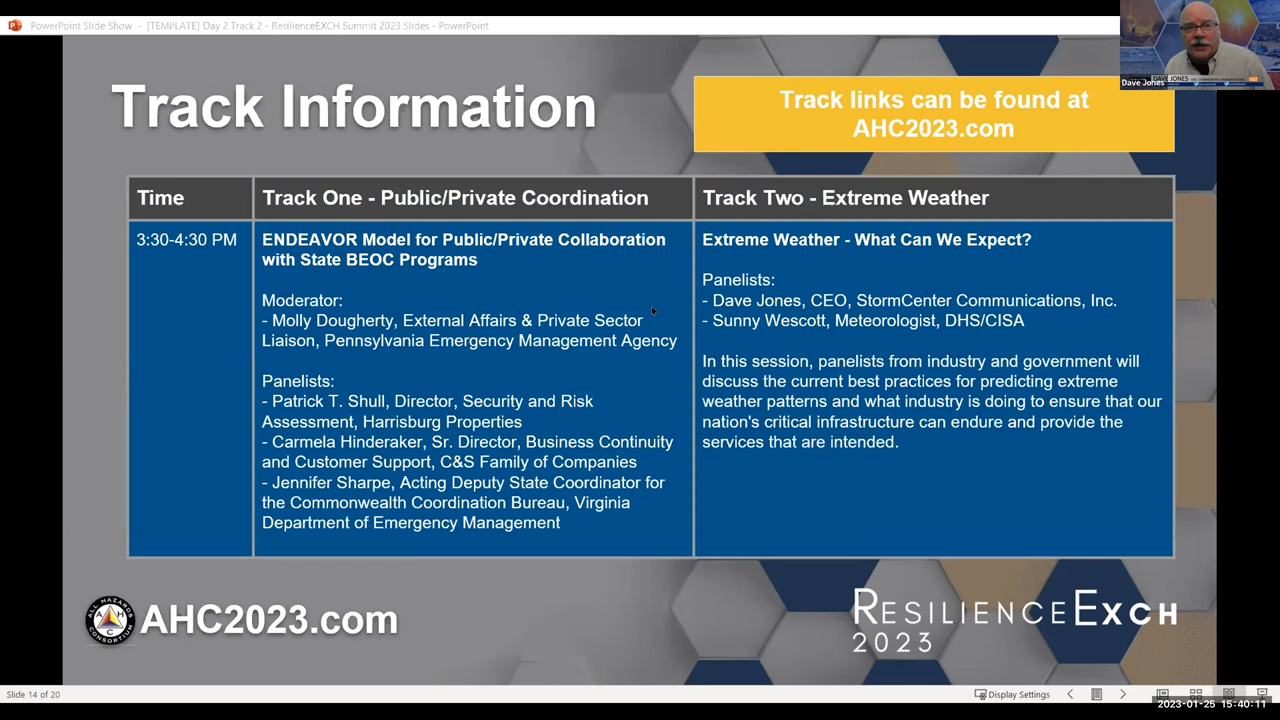 PowerPoint Slide Show - [TEMPLATE] Day 2 Track 2 - ResilienceEXCH Summit 2023 Slides - PowerPoint
Dave Jones
DAVE JONES
Track Information
Track links can be found at
AHC2023.com
Time
Track One - Public/Private Coordination
Track Two - Extreme Weather
3:30-4:30 PM
ENDEAVOR Model for Public/Private Collaboration
with State BEOC Programs
Moderator:
- Molly Dougherty, External Affairs & Private Sector
Liaison, Pennsylvania Emergency Management Agency
Panelists:
- Patrick T. Shull, Director, Security and Risk
Assessment, Harrisburg Properties
- Carmela Hinderaker, Sr. Director, Business Continuity
and Customer Support, C&S Family of Companies
- Jennifer Sharpe, Acting Deputy State Coordinator for
the Commonwealth Coordination Bureau, Virginia
Department of Emergency Management
Extreme Weather - What Can We Expect?
Panelists:
- Dave Jones, CEO, StormCenter Communications, Inc.
- Sunny Wescott, Meteorologist, DHS/CISA
In this session, panelists from industry and government will
discuss the current best practices for predicting extreme
weather patterns and what industry is doing to ensure that our
nation's critical infrastructure can endure and provide the
services that are intended.
ALL HAZARDS
CONSORTIUM
A H C
AHC2023.com
RESILIENCEEXCH
2023
Slide 14 of 20
Display Settings
2023-01-25 15:40:11